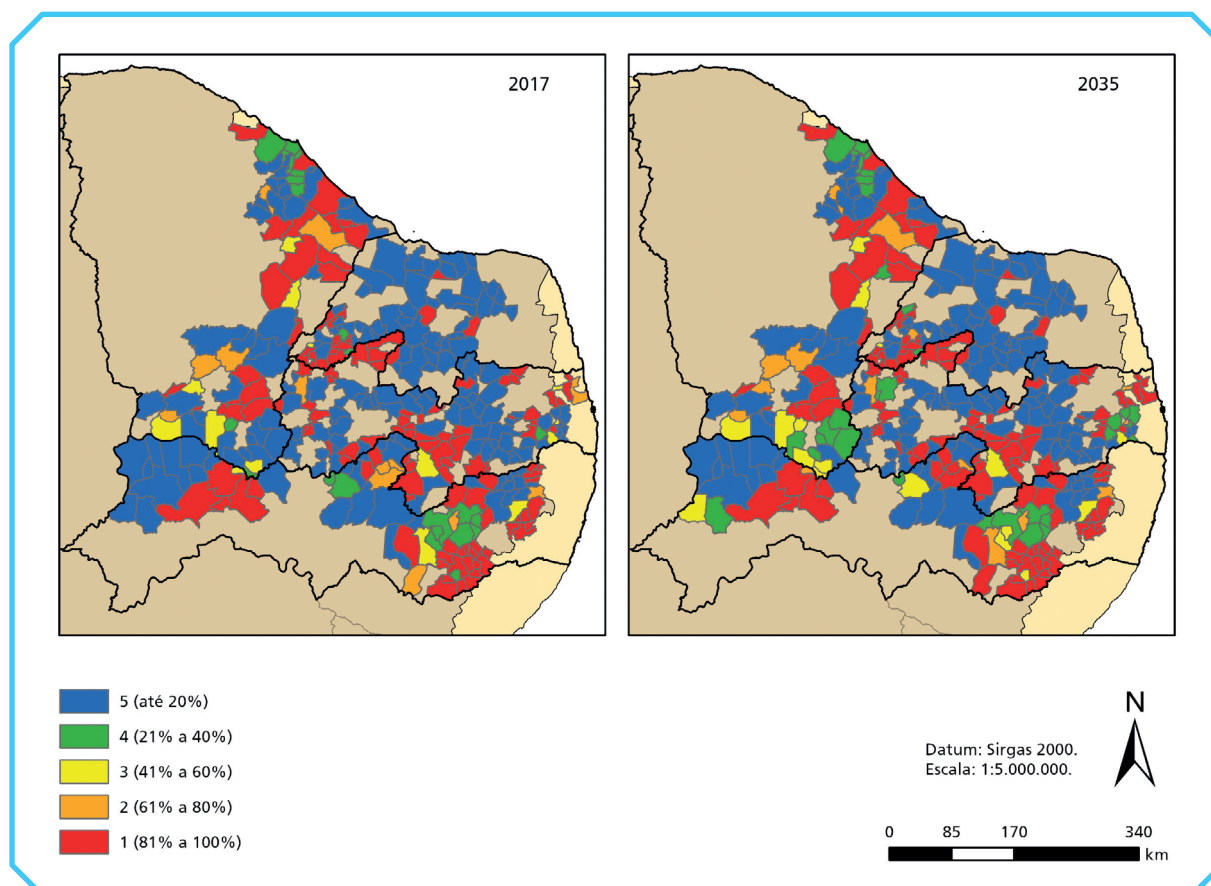 2017
2035
5 (até 20%)
4 (21% a 40%)
3 (41% a 60%)
2 (61% a 80%)
1 (81% a 100%)
N
Datum: Sirgas 2000.
Escala: 1:5.000.000.
0 85 170 340
km